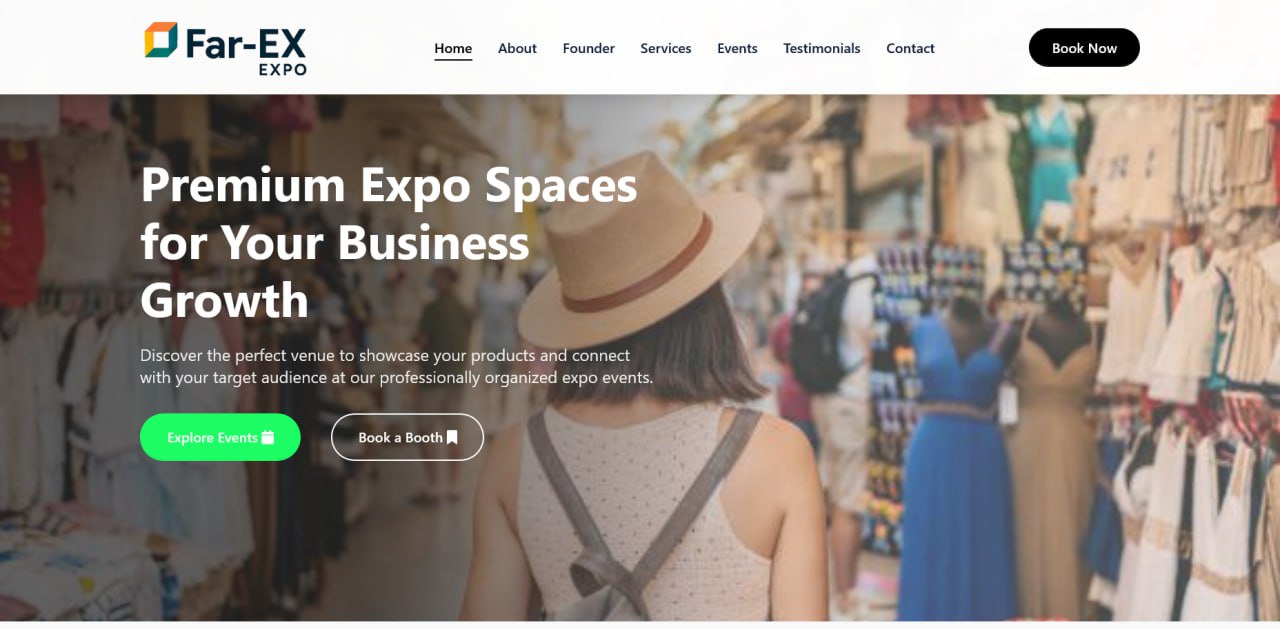 Far-EX
EXPO
Home About Founder Services Events Testimonials Contact
Book Now
Premium Expo Spaces
for Your Business
Growth
Discover the perfect venue to showcase your products and connect
with your target audience at our professionally organized expo events.
Explore Events
Book a Booth